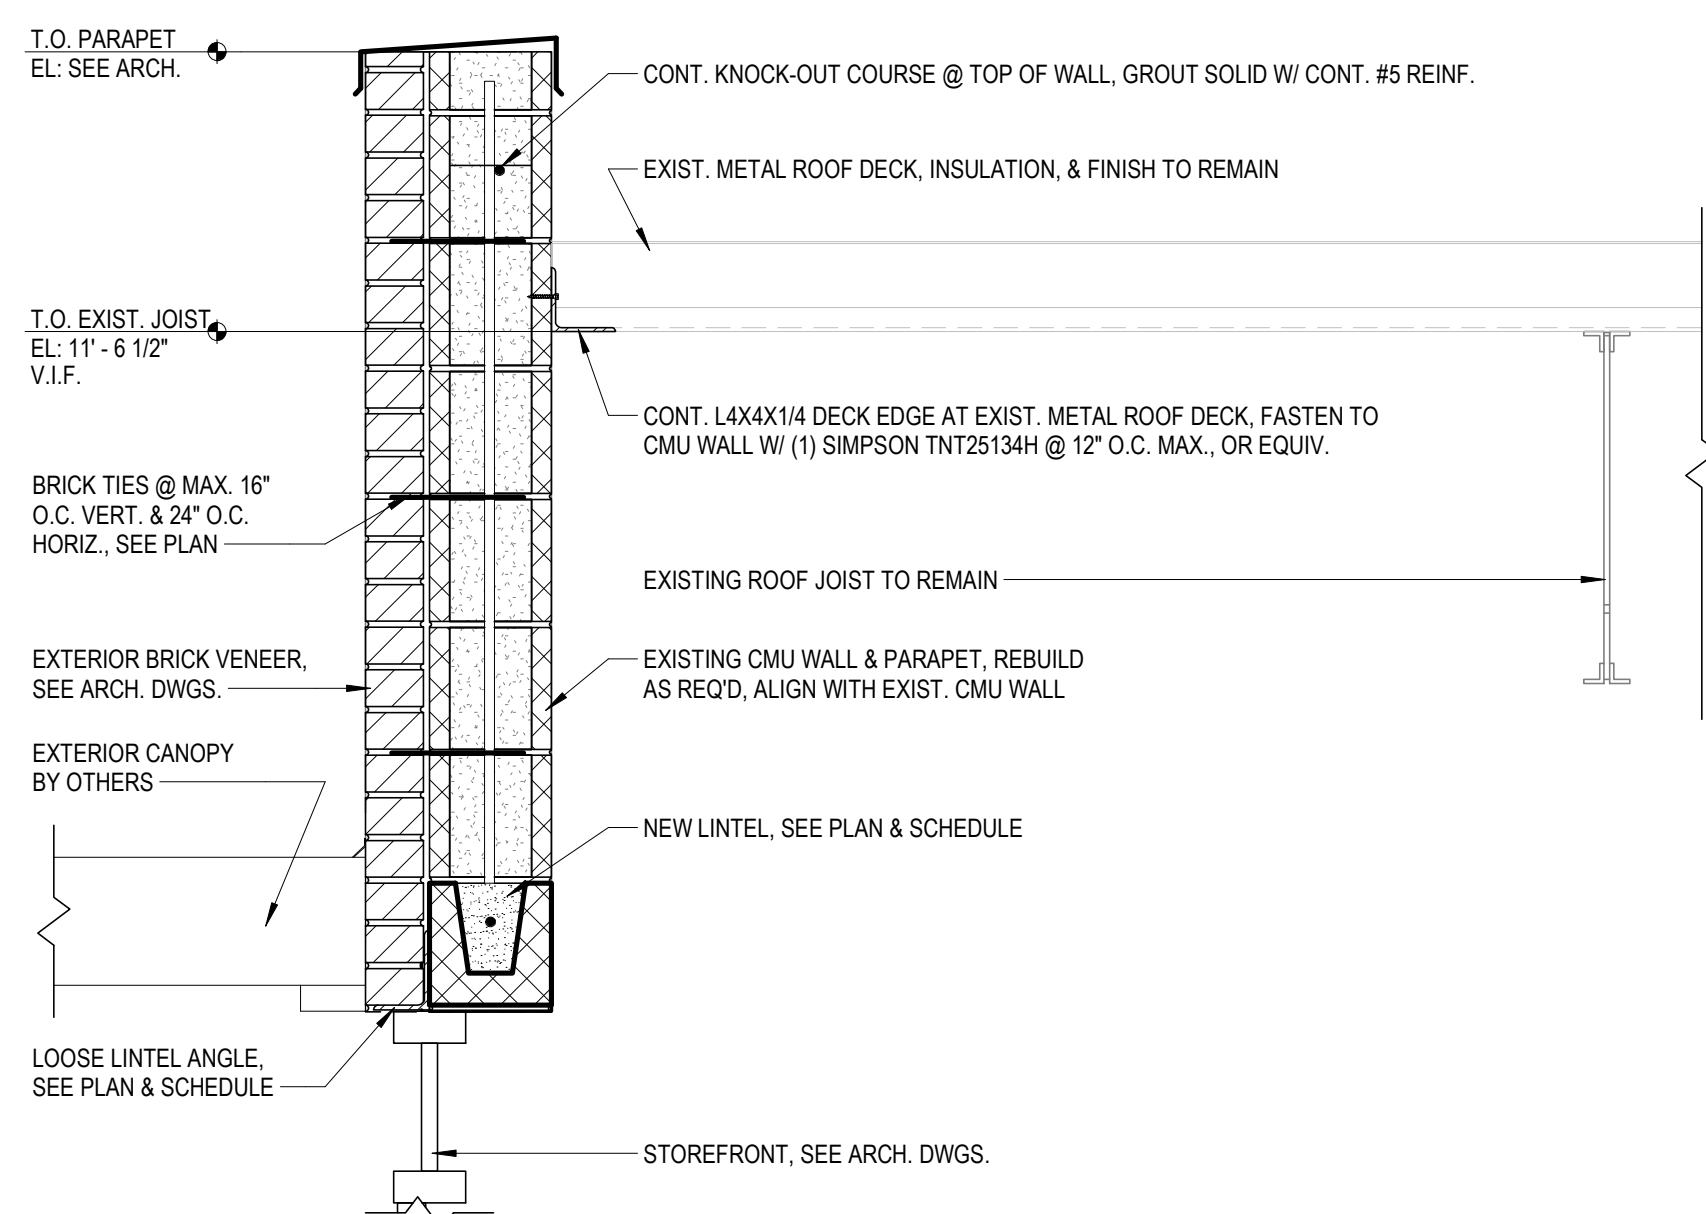 T.O. PARAPET
EL: SEE ARCH.
CONT. KNOCK-OUT COURSE @ TOP OF WALL, GROUT SOLID W/ CONT. #5 REINF.
EXIST. METAL ROOF DECK, INSULATION, & FINISH TO REMAIN
T.O. EXIST. JOIST
EL: 11' - 6 1/2"
V.I.F.
CONT. L4X4X1/4 DECK EDGE AT EXIST. METAL ROOF DECK, FASTEN TO
CMU WALL W/ (1) SIMPSON TNT25134H @ 12" O.C. MAX., OR EQUIV.
BRICK TIES @ MAX. 16"
O.C. VERT. & 24" O.C.
HORIZ., SEE PLAN
EXISTING ROOF JOIST TO REMAIN
EXTERIOR BRICK VENEER,
SEE ARCH. DWGS.
EXISTING CMU WALL & PARAPET, REBUILD
AS REQ'D, ALIGN WITH EXIST. CMU WALL
EXTERIOR CANOPY
BY OTHERS
NEW LINTEL, SEE PLAN & SCHEDULE
LOOSE LINTEL ANGLE,
SEE PLAN & SCHEDULE
STOREFRONT, SEE ARCH. DWGS.